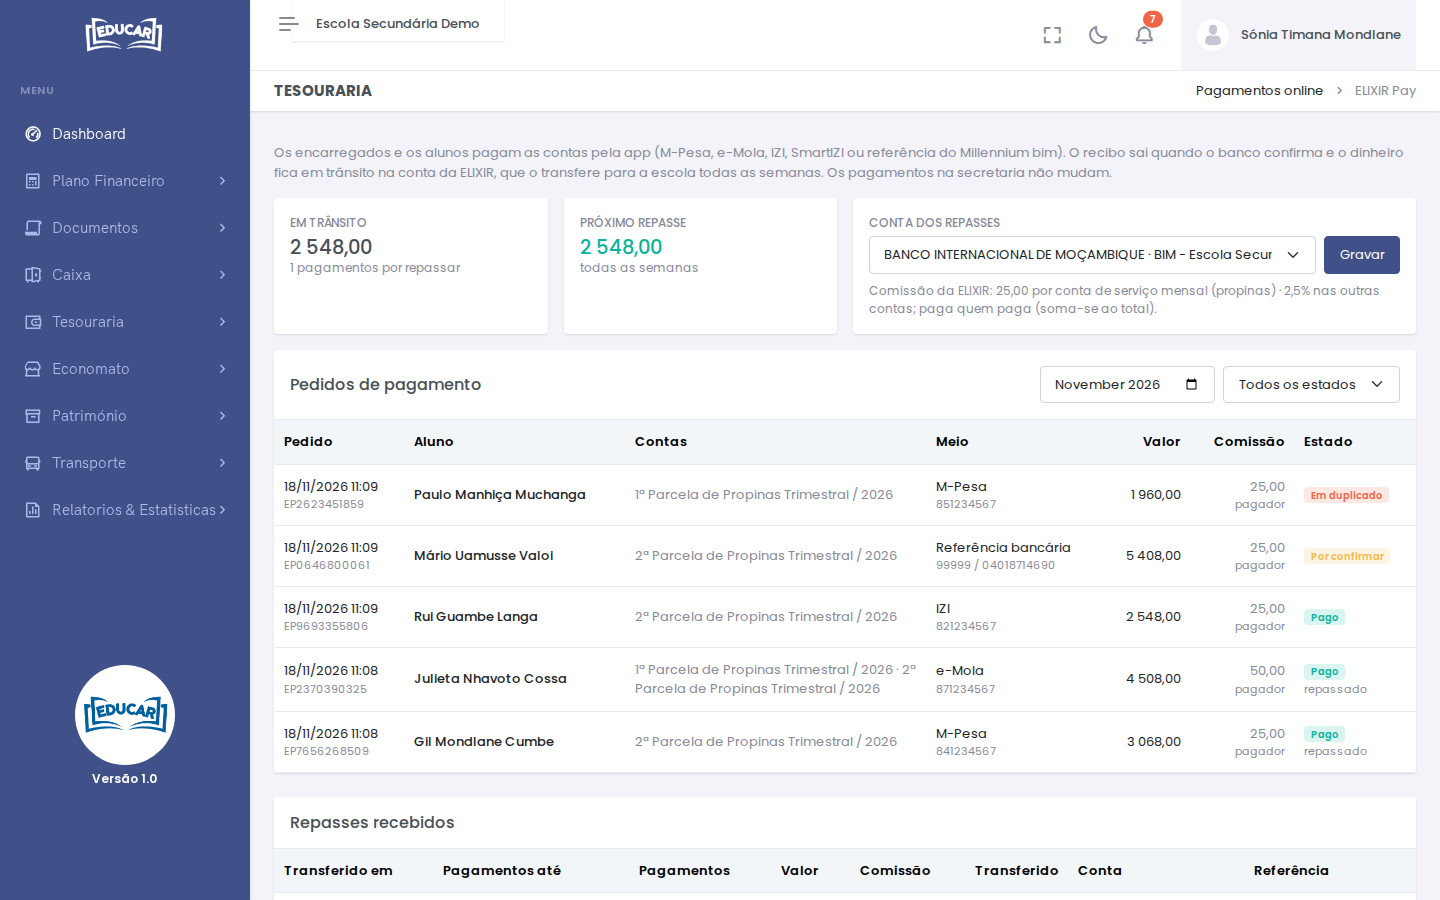 EDUCAR
Escola Secundária Demo
7
Sónia Timana Mondlane
MENU
TESOURARIA
Pagamentos online
ELIXIR Pay
Dashboard
Plano Financeiro
Documentos
Caixa
Tesouraria
Economato
Património
Transporte
Relatorios & Estatisticas
EDUCAR
Versão 1.0
Os encarregados e os alunos pagam as contas pela app (M-Pesa, e-Mola, IZI, SmartIZI ou referência do Millennium bim). O recibo sai quando o banco confirma e o dinheiro
fica em trânsito na conta da ELIXIR, que o transfere para a escola todas as semanas. Os pagamentos na secretaria não mudam.
EM TRÂNSITO
2 548,00
1 pagamentos por repassar
PRÓXIMO REPASSE
2 548,00
todas as semanas
CONTA DOS REPASSES
BANCO INTERNACIONAL DE MOÇAMBIQUE · BIM - Escola Secur
Gravar
Comissão da ELIXIR: 25,00 por conta de serviço mensal (propinas) · 2,5% nas outras
contas; paga quem paga (soma-se ao total).
Pedidos de pagamento
November 2026
Todos os estados
Pedido Aluno Contas Meio Valor Comissão Estado
18/11/2026 11:09 Paulo Manhiça Muchanga 1ª Parcela de Propinas Trimestral / 2026 M-Pesa 1 960,00 25,00 Em duplicado
EP2623451859 851234567 pagador
18/11/2026 11:09 Mário Uamusse Valoi 2ª Parcela de Propinas Trimestral / 2026 Referência bancária 5 408,00 25,00 Por confirmar
EP0646800061 99999 / 04018714690 pagador
18/11/2026 11:09 Rui Guambe Langa 2ª Parcela de Propinas Trimestral / 2026 IZI 2 548,00 25,00 Pago
EP9693355806 821234567 pagador
18/11/2026 11:08 Julieta Nhavoto Cossa 1ª Parcela de Propinas Trimestral / 2026 · 2ª e-Mola 4 508,00 50,00 Pago
EP2370390325 Parcela de Propinas Trimestral / 2026 871234567 pagador repassado
18/11/2026 11:08 Gil Mondlane Cumbe 2ª Parcela de Propinas Trimestral / 2026 M-Pesa 3 068,00 25,00 Pago
EP7656268509 841234567 pagador repassado
Repasses recebidos
Transferido em Pagamentos até Pagamentos Valor Comissão Transferido Conta Referência